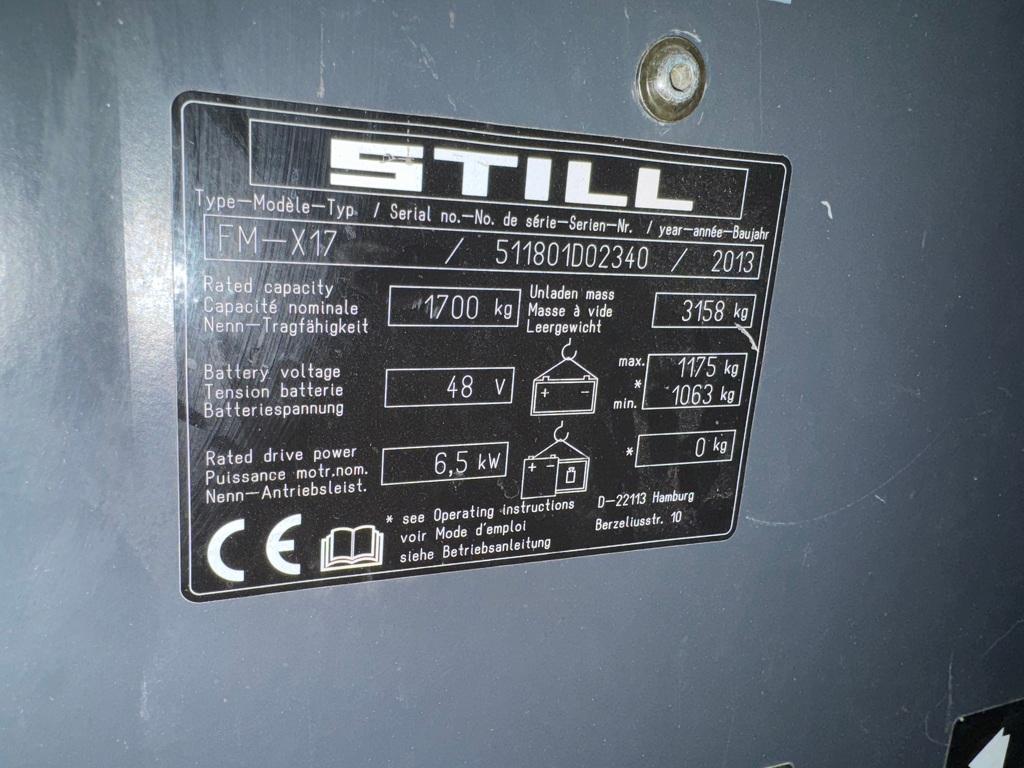 STILL
Type-Modèle-Typ / Serial no.-No. de série-Serien-Nr. / year-année-Baujahr
FM-X17 / 511801D02340 / 2013
Rated capacity
Capacité nominale
Nenn-Tragfähigkeit
1700 kg
Unladen mass
Masse à vide
Leergewicht
3158 kg
Battery voltage
Tension batterie
Batteriespannung
48 V
+ -
max. 1175 kg
*
min. 1063 kg
Rated drive power
Puissance motr.nom.
Nenn-Antriebsleist.
6,5 kW
+ -
* 0 kg
CE
* see Operating instructions
voir Mode d'emploi
siehe Betriebsanleitung
D-22113 Hamburg
Berzeliusstr. 10